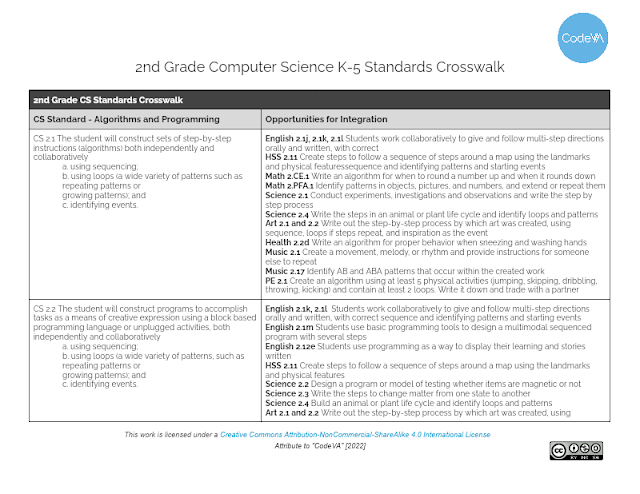 CodeVA
2nd Grade Computer Science K-5 Standards Crosswalk
2nd Grade CS Standards Crosswalk
CS Standard - Algorithms and Programming
Opportunities for Integration
CS 2.1 The student will construct sets of step-by-step
instructions (algorithms) both independently and
collaboratively
a. using sequencing;
b. using loops (a wide variety of patterns such as
repeating patterns or
growing patterns); and
c. identifying events.
English 2.1j, 2.1k, 2.1l Students work collaboratively to give and follow multi-step directions
orally and written, with correct
HSS 2.11 Create steps to follow a sequence of steps around a map using the landmarks
and physical featuressequence and identifying patterns and starting events
Math 2.CE.1 Write an algorithm for when to round a number up and when it rounds down
Math 2.PFA.1 Identify patterns in objects, pictures, and numbers, and extend or repeat them
Science 2.1 Conduct experiments, investigations and observations and write the step by
step process
Science 2.4 Write the steps in an animal or plant life cycle and identify loops and patterns
Art 2.1 and 2.2 Write out the step-by-step process by which art was created, using
sequence, loops if steps repeat, and inspiration as the event
Health 2.2d Write an algorithm for proper behavior when sneezing and washing hands
Music 2.1 Create a movement, melody, or rhythm and provide instructions for someone
else to repeat
Music 2.17 Identify AB and ABA patterns that occur within the created work
PE 2.1 Create an algorithm using at least 5 physical activities (jumping, skipping, dribbling,
throwing, kicking) and contain at least 2 loops. Write it down and trade with a partner
CS 2.2 The student will construct programs to accomplish
tasks as a means of creative expression using a block based
programming language or unplugged activities, both
independently and collaboratively
a. using sequencing;
b. using loops (a wide variety of patterns, such as
repeating patterns or
growing patterns); and
c. identifying events.
English 2.1k, 2.1l Students work collaboratively to give and follow multi-step directions
orally and written, with correct sequence and identifying patterns and starting events
English 2.1m Students use basic programming tools to design a multimodal sequenced
program with several steps
English 2.12e Students use programming as a way to display their learning and stories
written
HSS 2.11 Create steps to follow a sequence of steps around a map using the landmarks
and physical features
Science 2.2 Design a program or model of testing whether items are magnetic or not
Science 2.3 Write the steps to change matter from one state to another
Science 2.4 Build an animal or plant life cycle and identify loops and patterns
Art 2.1 and 2.2 Write out the step-by-step process by which art was created, using
This work is licensed under a Creative Commons Attribution-NonCommercial-ShareAlike 4.0 International License
Attribute to "CodeVA" [2022]
CC
BY NC SA